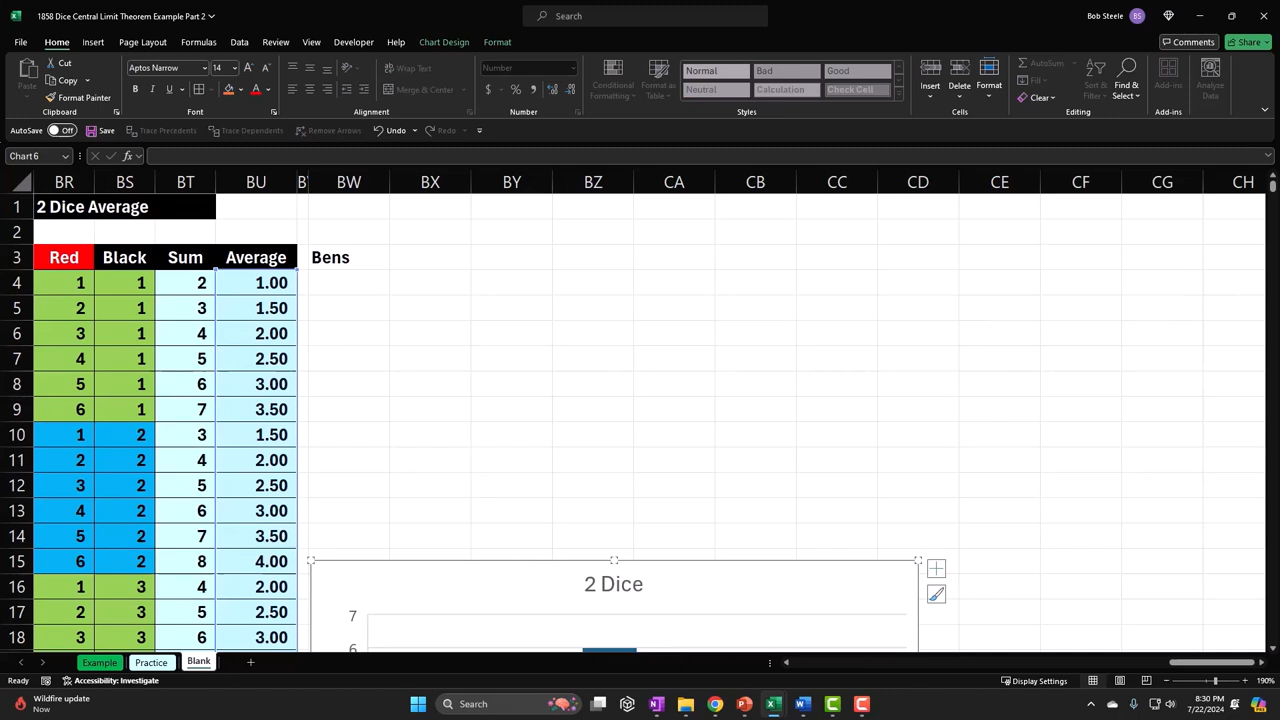 1858 Dice Central Limit Theorem Example Part 2
Search
Bob Steele
BS
File Home Insert Page Layout Formulas Data Review View Developer Help Chart Design Format
Comments
Share
Paste
Cut
Copy
Format Painter
Clipboard
Aptos Narrow
14
Font
Wrap Text
Merge & Center
Alignment
Number
Number
Conditional Formatting
Format as Table
Normal Bad Good
Neutral Calculation Check Cell
Styles
Insert Delete Format
Cells
AutoSum
Fill
Clear
Sort & Filter
Find & Select
Editing
Add-ins
Add-ins
Analyze Data
AutoSave Off Save Trace Precedents Trace Dependents Remove Arrows Undo Redo
Chart 6
fx
BR BS BT BU BW BX BY BZ CA CB CC CD CE CF CG CH
1 2 Dice Average
2
3 Red Black Sum Average Bens
4 1 1 2 1.00
5 2 1 3 1.50
6 3 1 4 2.00
7 4 1 5 2.50
8 5 1 6 3.00
9 6 1 7 3.50
10 1 2 3 1.50
11 2 2 4 2.00
12 3 2 5 2.50
13 4 2 6 3.00
14 5 2 7 3.50
15 6 2 8 4.00
16 1 3 4 2.00
17 2 3 5 2.50
18 3 3 6 3.00
2 Dice
7
6
Example Practice Blank
Ready Accessibility: Investigate
Display Settings
190%
Wildfire update
Now
Search
8:30 PM
7/22/2024